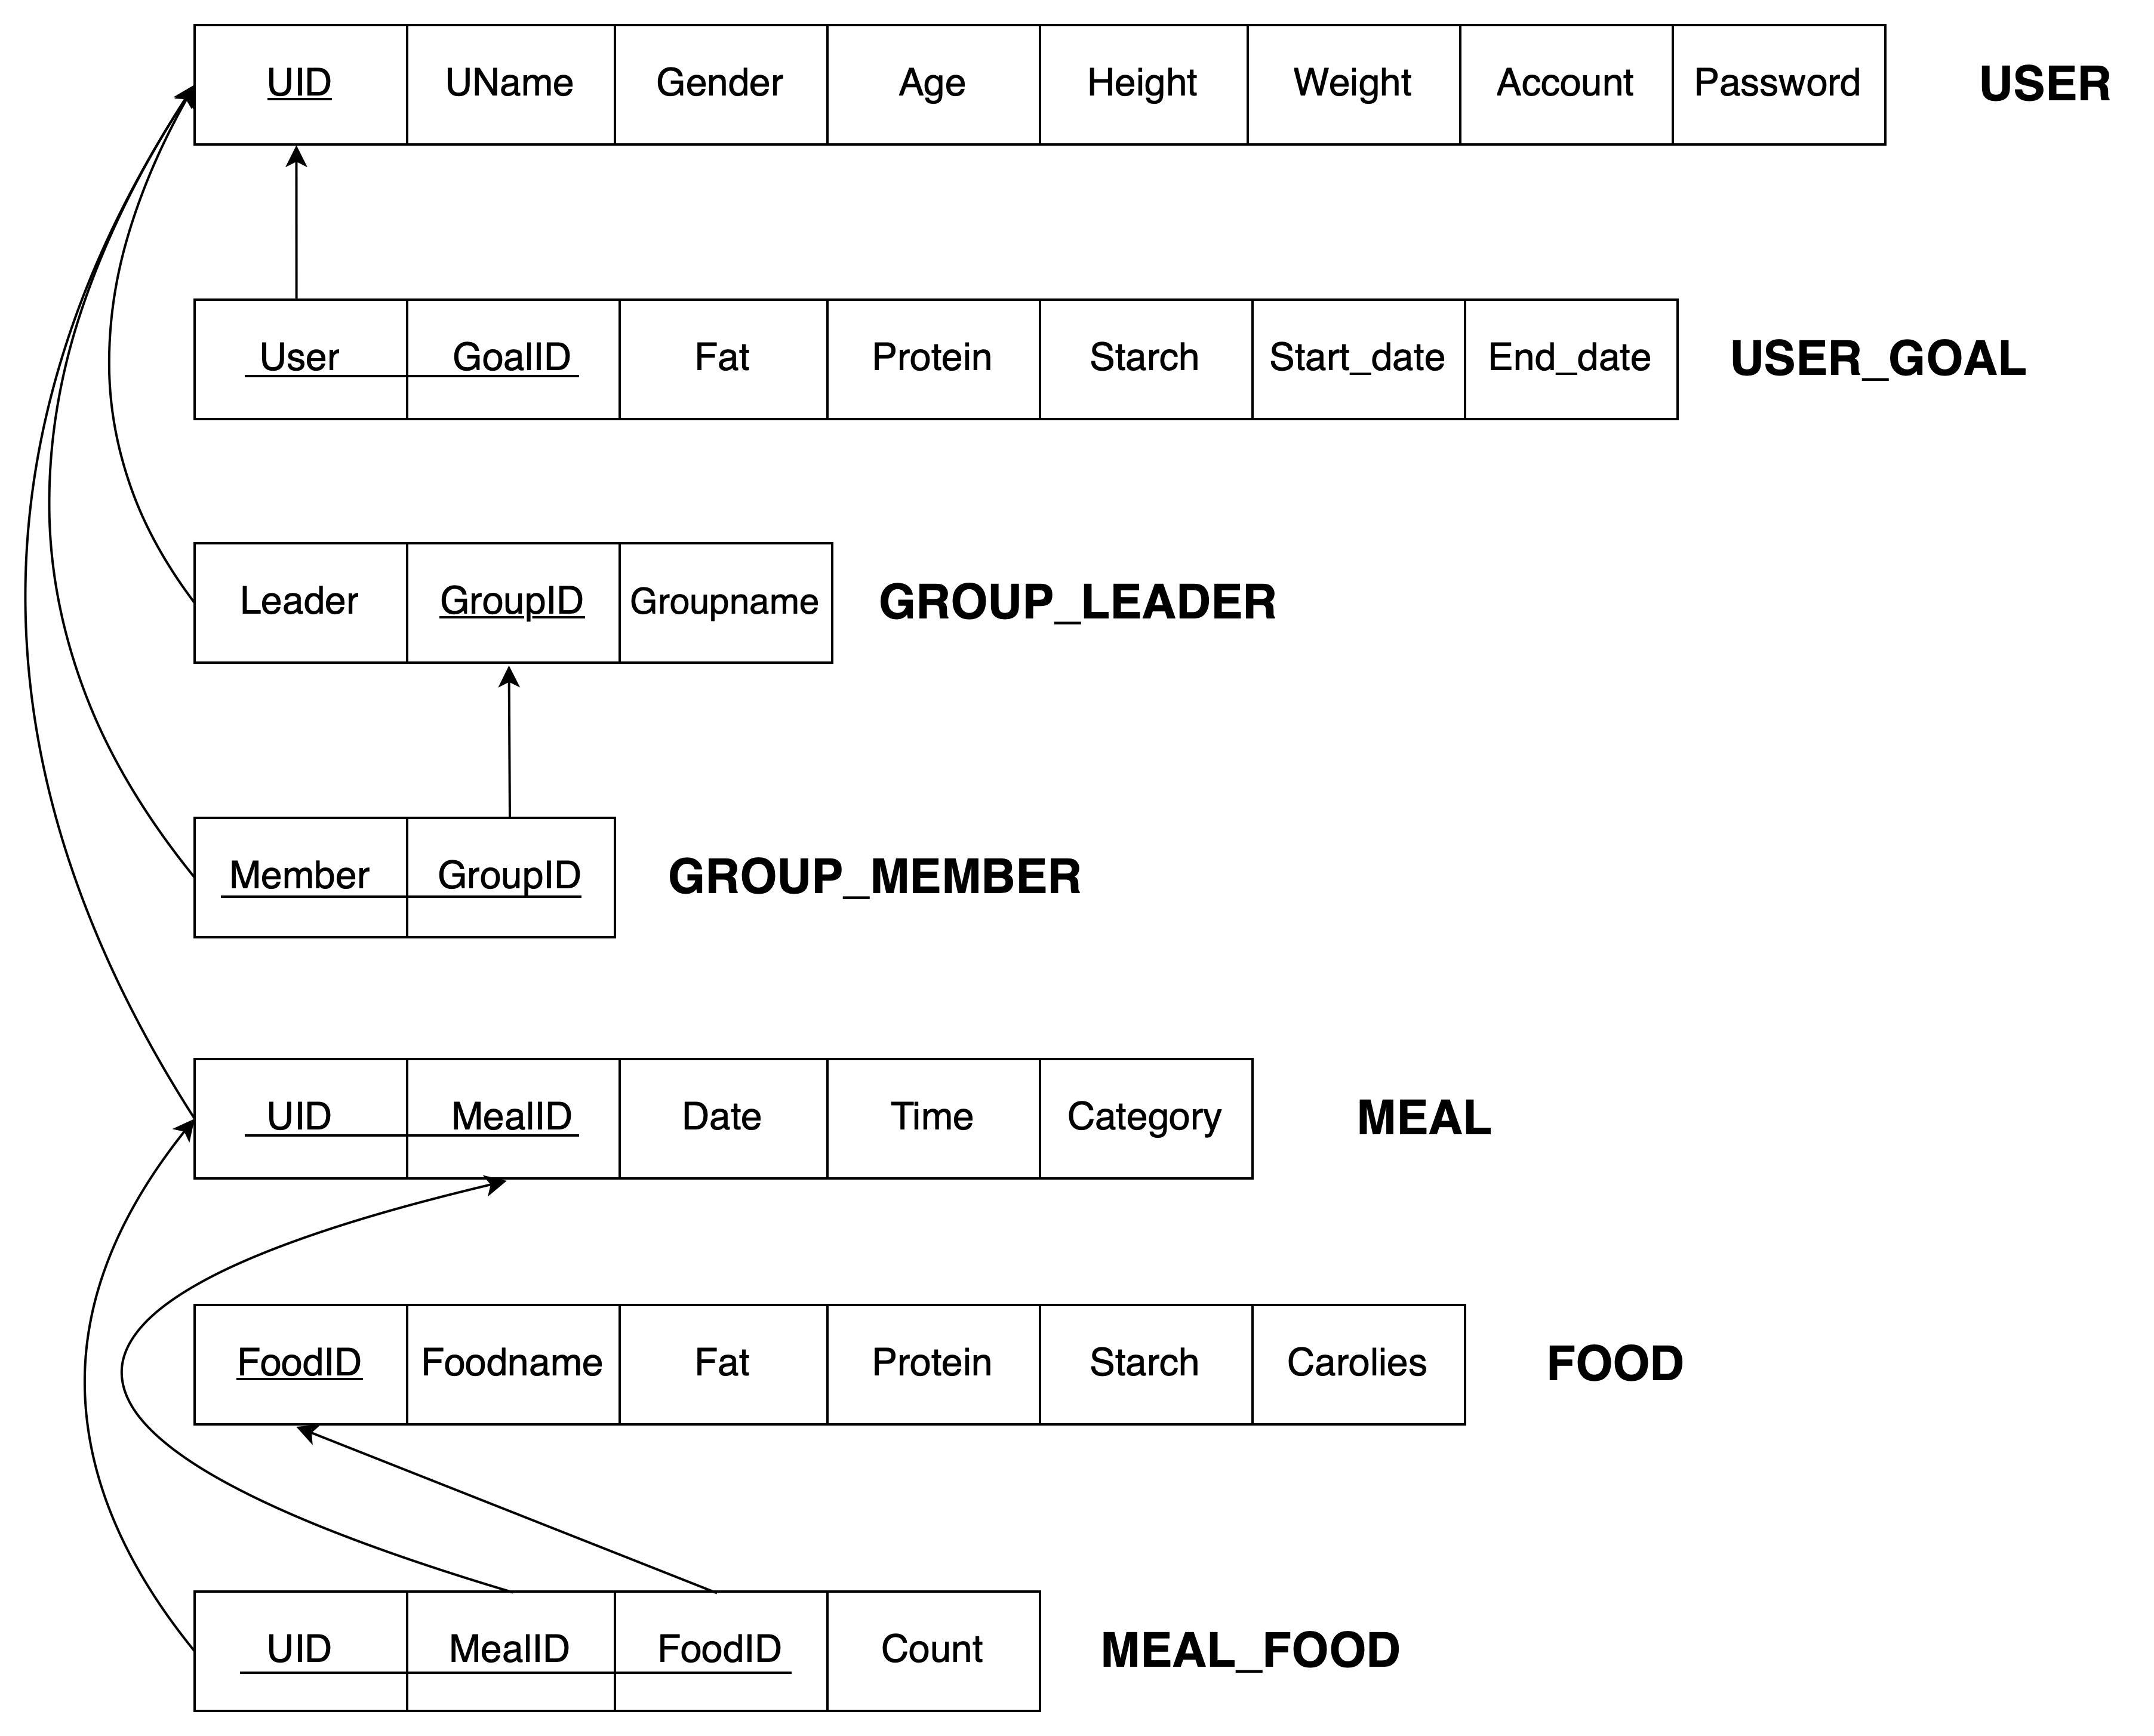 UID UName Gender Age Height Weight Account Password USER
User GoalID Fat Protein Starch Start_date End_date USER_GOAL
Leader GroupID Groupname GROUP_LEADER
Member GroupID GROUP_MEMBER
UID MealID Date Time Category MEAL
FoodID Foodname Fat Protein Starch Carolies FOOD
UID MealID FoodID Count MEAL_FOOD